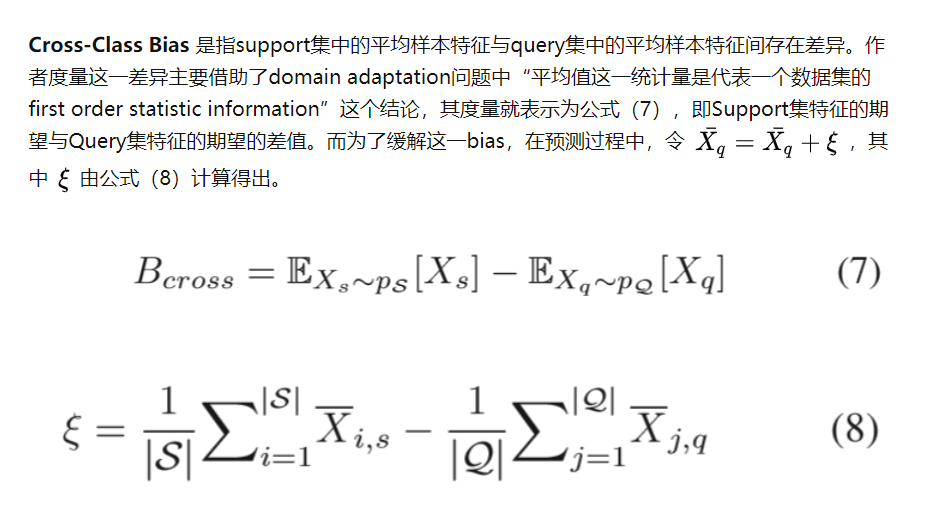 Cross-Class Bias 是指support集中的平均样本特征与query集中的平均样本特征间存在差异。作
者度量这一差异主要借助了domain adaptation问题中“平均值这一统计量是代表一个数据集的
first order statistic information”这个结论，其度量就表示为公式（7）, 即Support集特征的期
望与Query集特征的期望的差值。而为了缓解这一bias，在预测过程中，令 $\bar{X}_q = \bar{X}_q + \xi$ ，其
中 $\xi$ 由公式（8）计算得出。
$B_{cross} = \mathbb{E}_{X_s \sim p_{\mathcal{S}}}[X_s] - \mathbb{E}_{X_q \sim p_{\mathcal{Q}}}[X_q]$ (7)
$\xi = \frac{1}{|\mathcal{S}|} \sum_{i=1}^{|\mathcal{S}|} \overline{X}_{i,s} - \frac{1}{|\mathcal{Q}|} \sum_{j=1}^{|\mathcal{Q}|} \overline{X}_{j,q}$ (8)